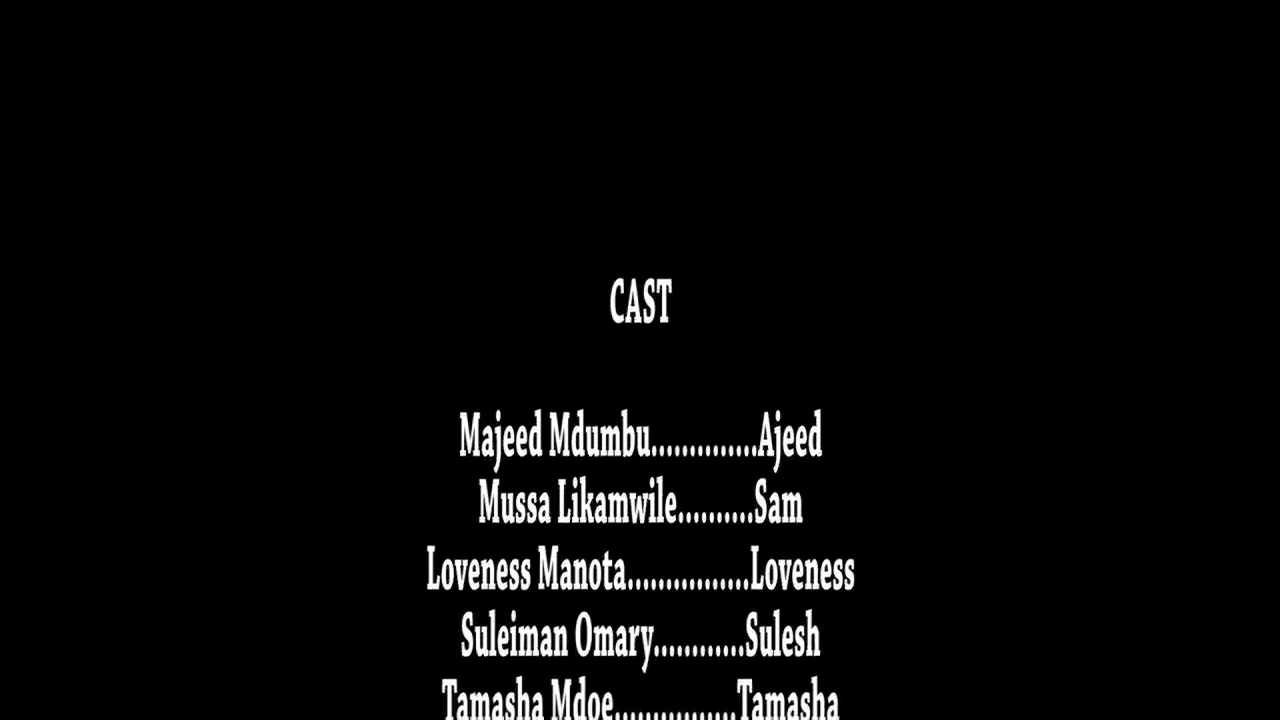 CAST
Majeed Mdumbu..............Ajeed
Mussa Likamwile..........Sam
Loveness Manota................Loveness
Suleiman Omary............Sulesh
Tamasha Mdoe................Tamasha